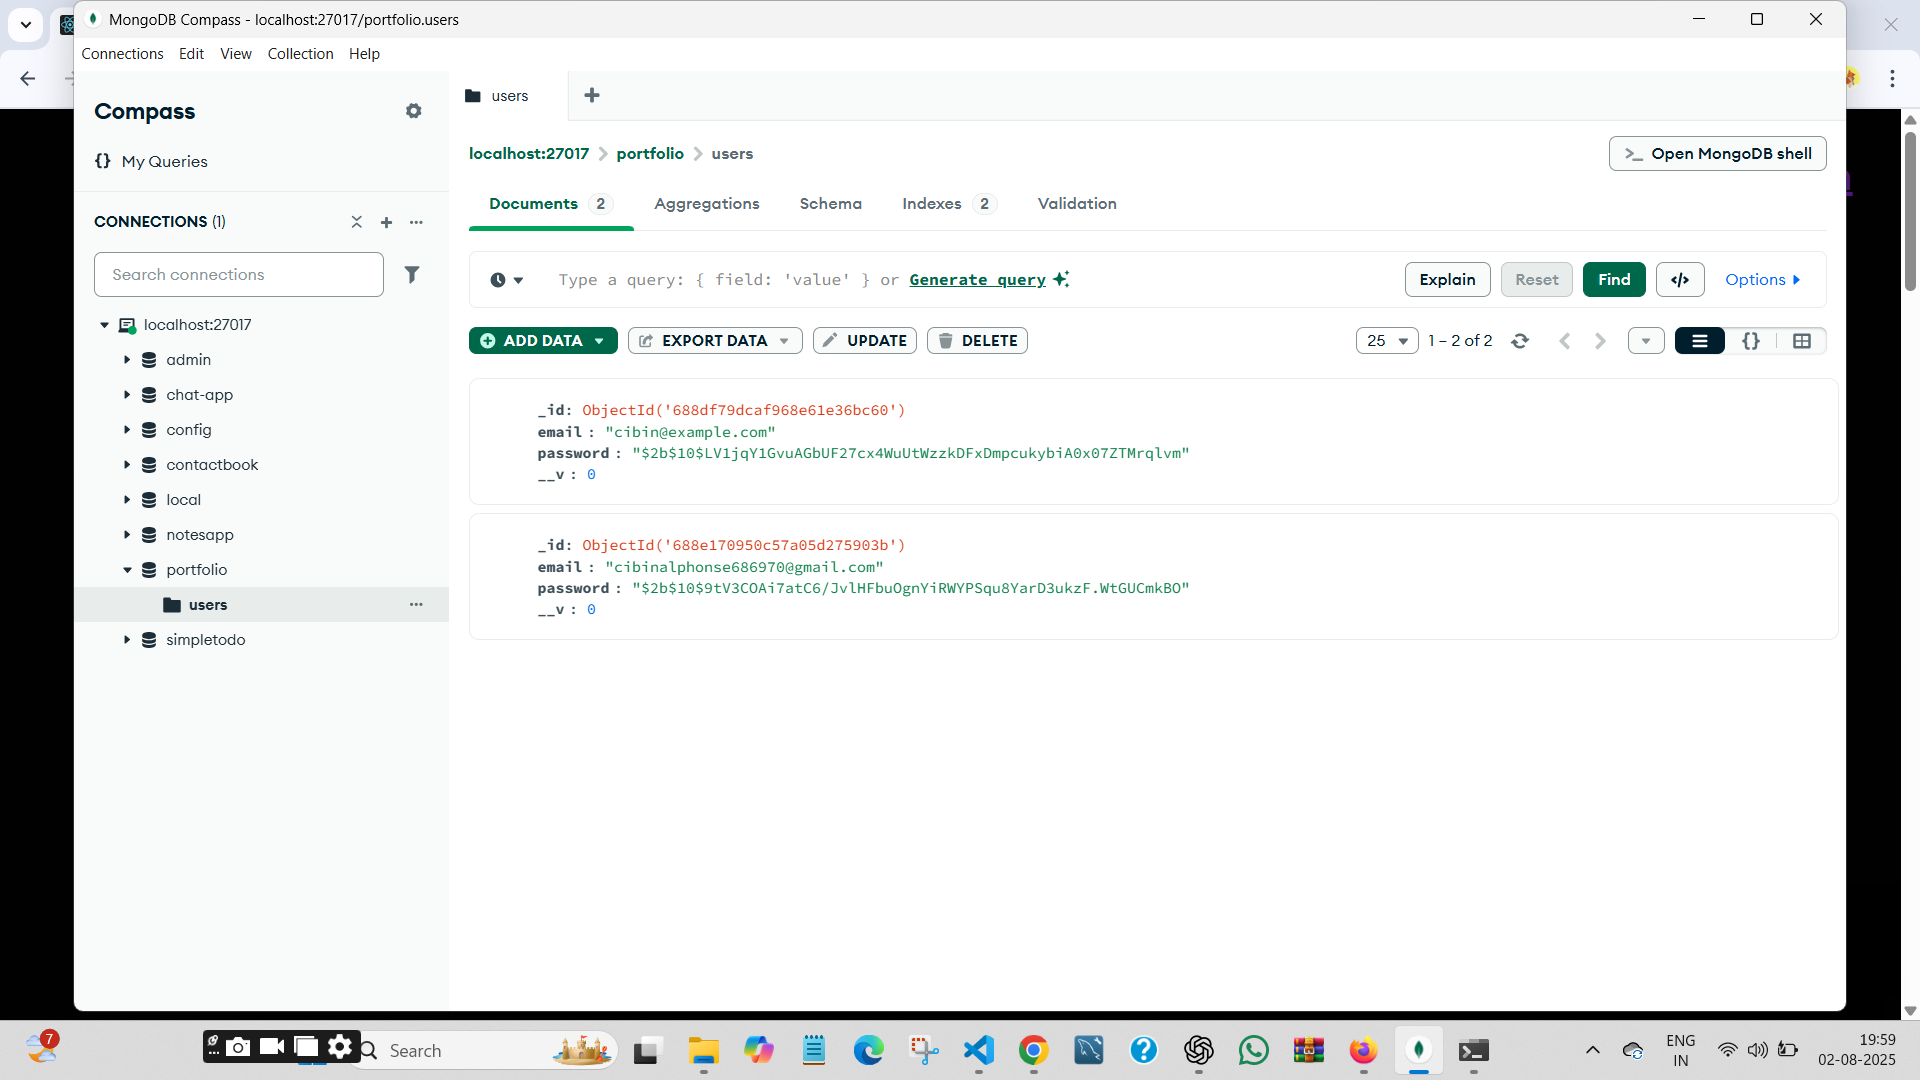 MongoDB Compass - localhost:27017/portfolio.users
Connections Edit View Collection Help
Compass
My Queries
CONNECTIONS (1)
Search connections
localhost:27017
admin
chat-app
config
contactbook
local
notesapp
portfolio
users
simpletodo
users
localhost:27017 portfolio users
Open MongoDB shell
Documents 2 Aggregations Schema Indexes 2 Validation
Type a query: { field: 'value' } or Generate query
Explain Reset Find </> Options
ADD DATA EXPORT DATA UPDATE DELETE
25 1 – 2 of 2 {}
_id: ObjectId('688df79dcaf968e61e36bc60')
email : "cibin@example.com"
password : "$2b$10$LV1jqY1GvuAGbUF27cx4WuUtWzzkDFxDmpcukybiA0x07ZTMrqlvm"
__v : 0
_id: ObjectId('688e170950c57a05d275903b')
email : "cibinalphonse686970@gmail.com"
password : "$2b$10$9tV3COAi7atC6/JvlHFbuOgnYiRWYPSqu8YarD3ukzF.WtGUCmkBO"
__v : 0
7
Search
ENG
IN
19:59
02-08-2025